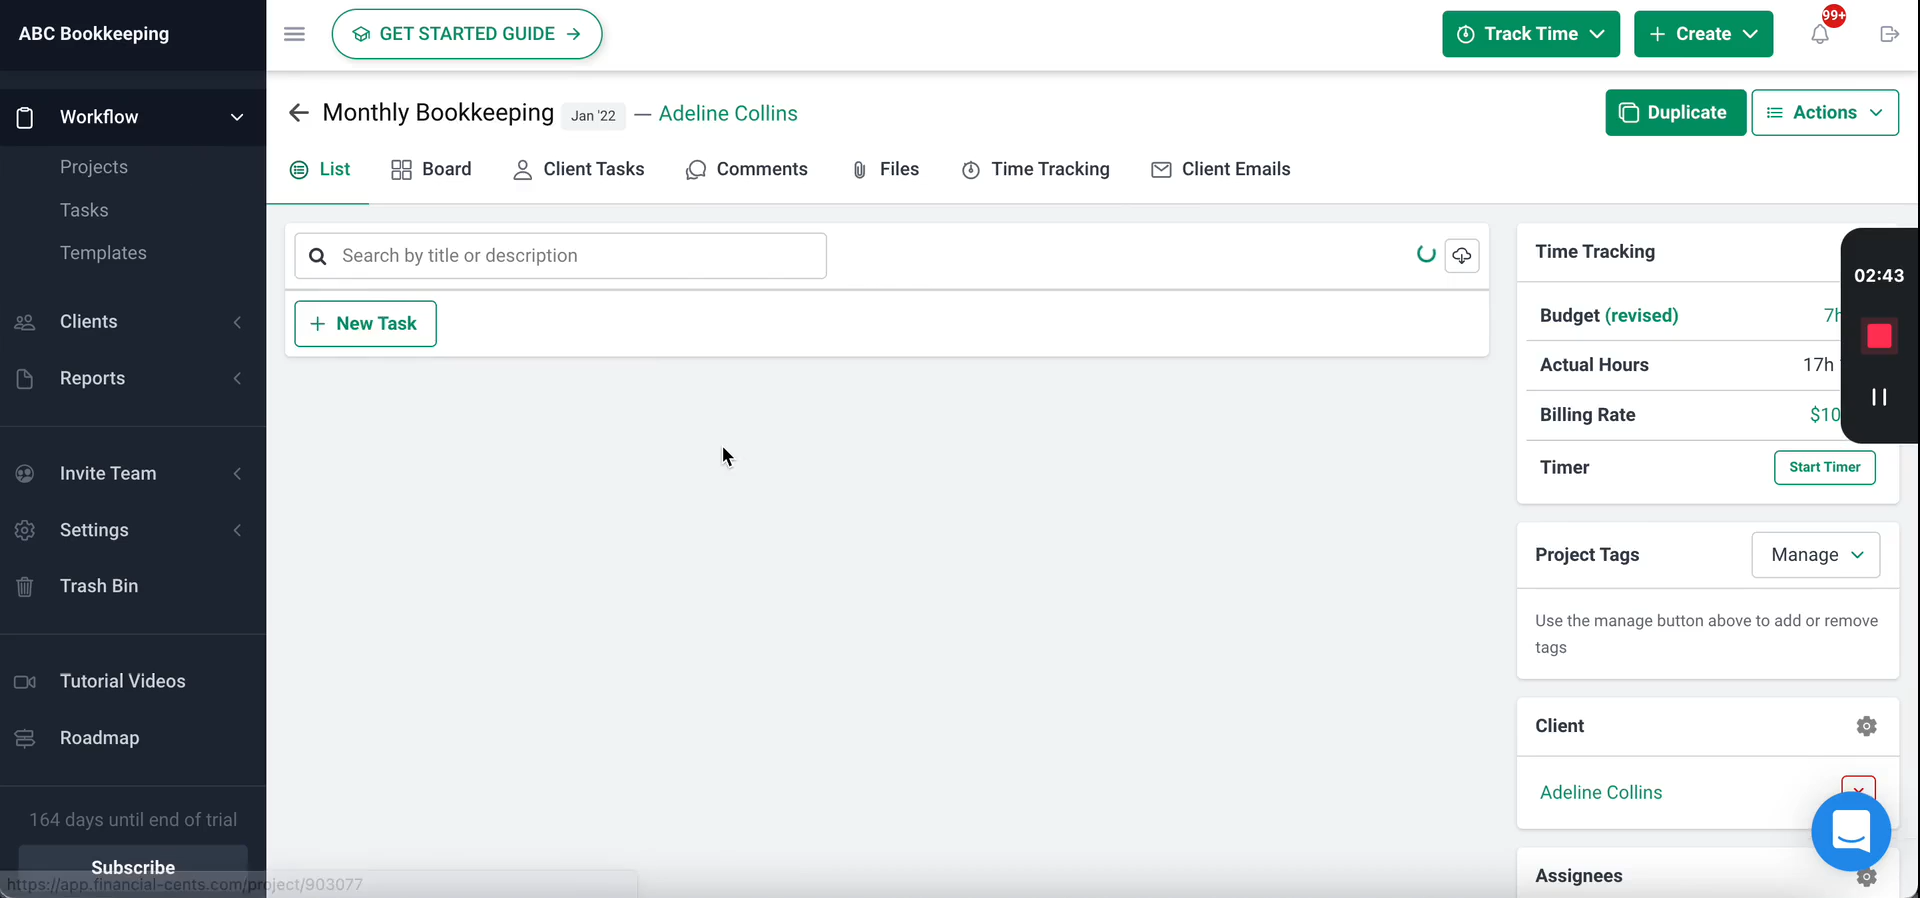 ABC Bookkeeping
GET STARTED GUIDE
Track Time
Create
99+
Workflow
Projects
Tasks
Templates
Clients
Reports
Invite Team
Settings
Trash Bin
Tutorial Videos
Roadmap
164 days until end of trial
Subscribe
https://app.financial-cents.com/project/903077
Monthly Bookkeeping Jan '22 — Adeline Collins
Duplicate
Actions
List
Board
Client Tasks
Comments
Files
Time Tracking
Client Emails
Search by title or description
New Task
Time Tracking
Budget (revised) 7h
Actual Hours 17h
Billing Rate $10
Timer Start Timer
02:43
Project Tags Manage
Use the manage button above to add or remove
tags
Client
Adeline Collins
Assignees